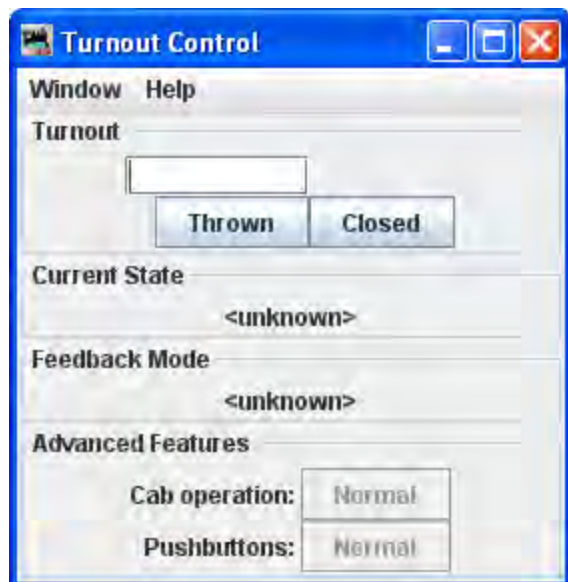 Turnout Control
Window Help
Turnout
Thrown Closed
Current State
<unknown>
Feedback Mode
<unknown>
Advanced Features
Cab operation: Normal
Pushbuttons: Normal